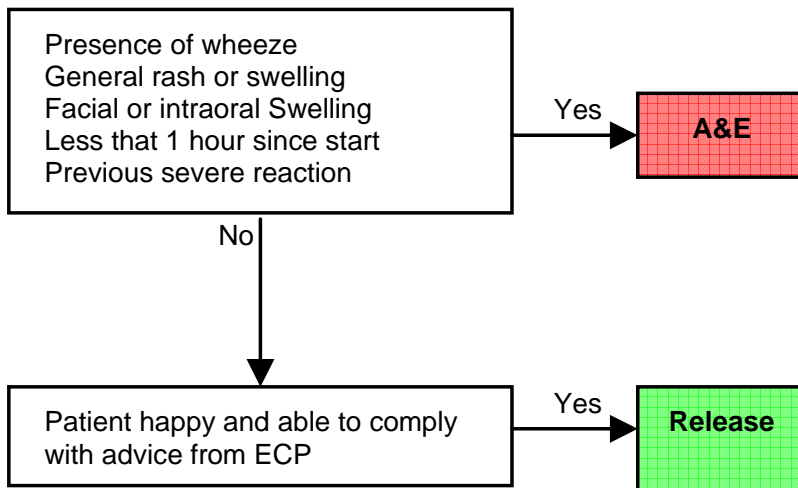 Presence of wheeze
General rash or swelling
Facial or intraoral Swelling
Less that 1 hour since start
Previous severe reaction
Yes
A&E
No
Patient happy and able to comply
with advice from ECP
Yes
Release